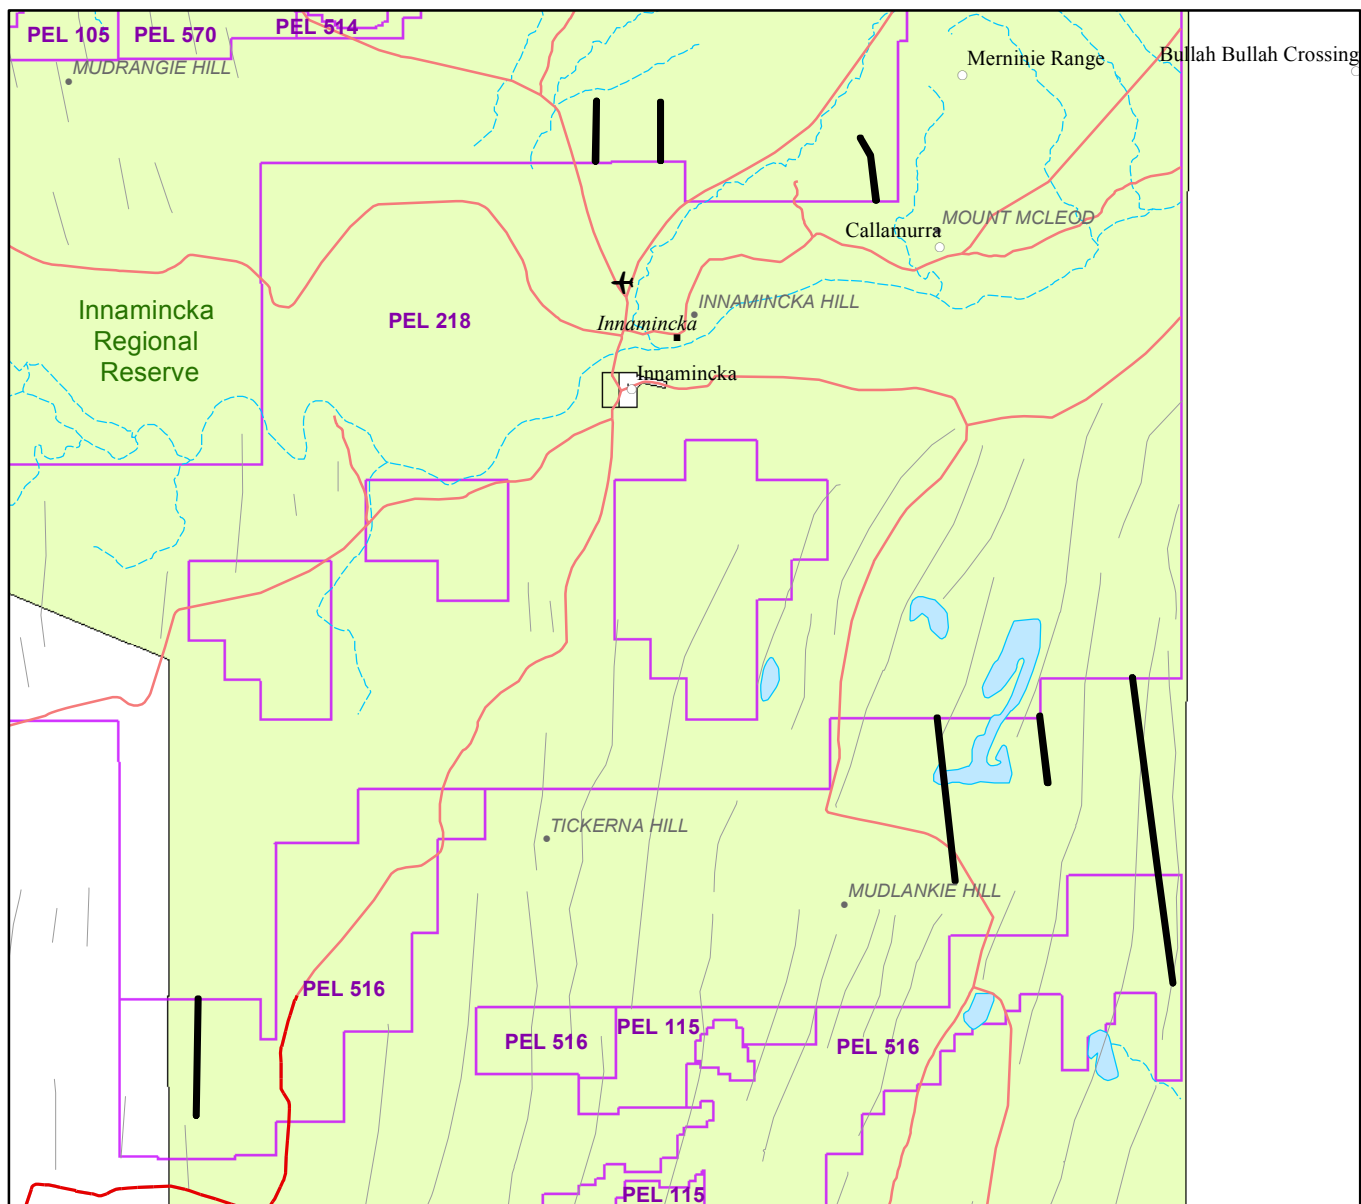 PEL 105
PEL 570
PEL 514
MUDRANGIE HILL
Merninie Range
Bullah Bullah Crossing
MOUNT MCLEOD
Callamurra
INNAMINCKA HILL
Innamincka
Regional
Reserve
PEL 218
Innamincka
Innamincka
TICKERNA HILL
MUDLANKIE HILL
PEL 516
PEL 516
PEL 115
PEL 516
PEL 115